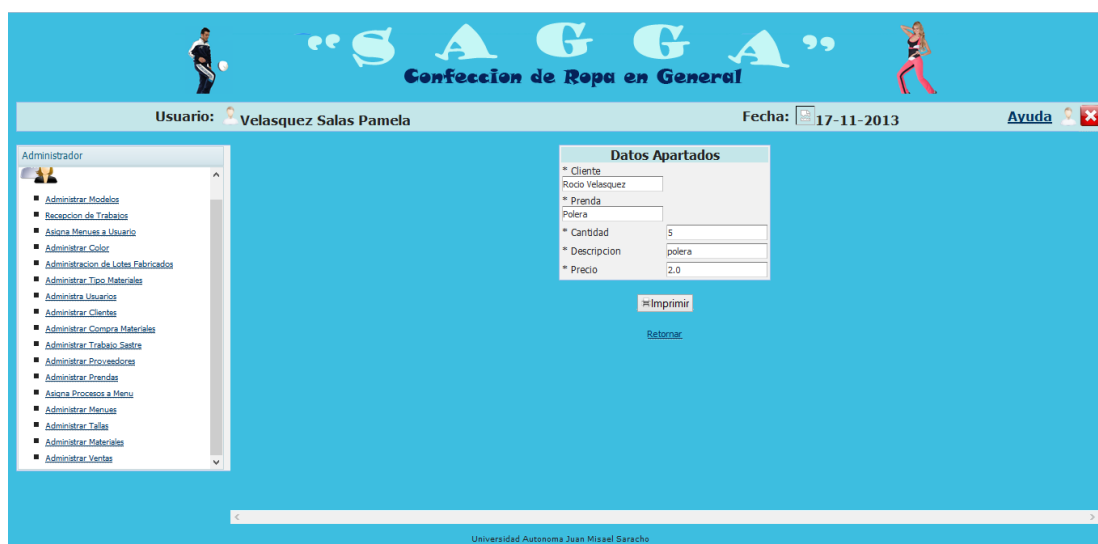 “S A G G A”
Confeccion de Ropa en General
Usuario: Velasquez Salas Pamela Fecha: 17-11-2013 Ayuda
Administrador
Administrar Modelos
Recepcion de Trabajos
Asigna Menues a Usuario
Administrar Color
Administracion de Lotes Fabricados
Administrar Tipo Materiales
Administra Usuarios
Administrar Clientes
Administrar Compra Materiales
Administrar Trabajo Sastre
Administrar Proveedores
Administrar Prendas
Asigna Procesos a Menu
Administrar Menues
Administrar Tallas
Administrar Materiales
Administrar Ventas
Datos Apartados
* Cliente
Rocio Velasquez
* Prenda
Polera
* Cantidad 5
* Descripcion polera
* Precio 2.0
Imprimir
Retornar
Universidad Autonoma Juan Misael Saracho